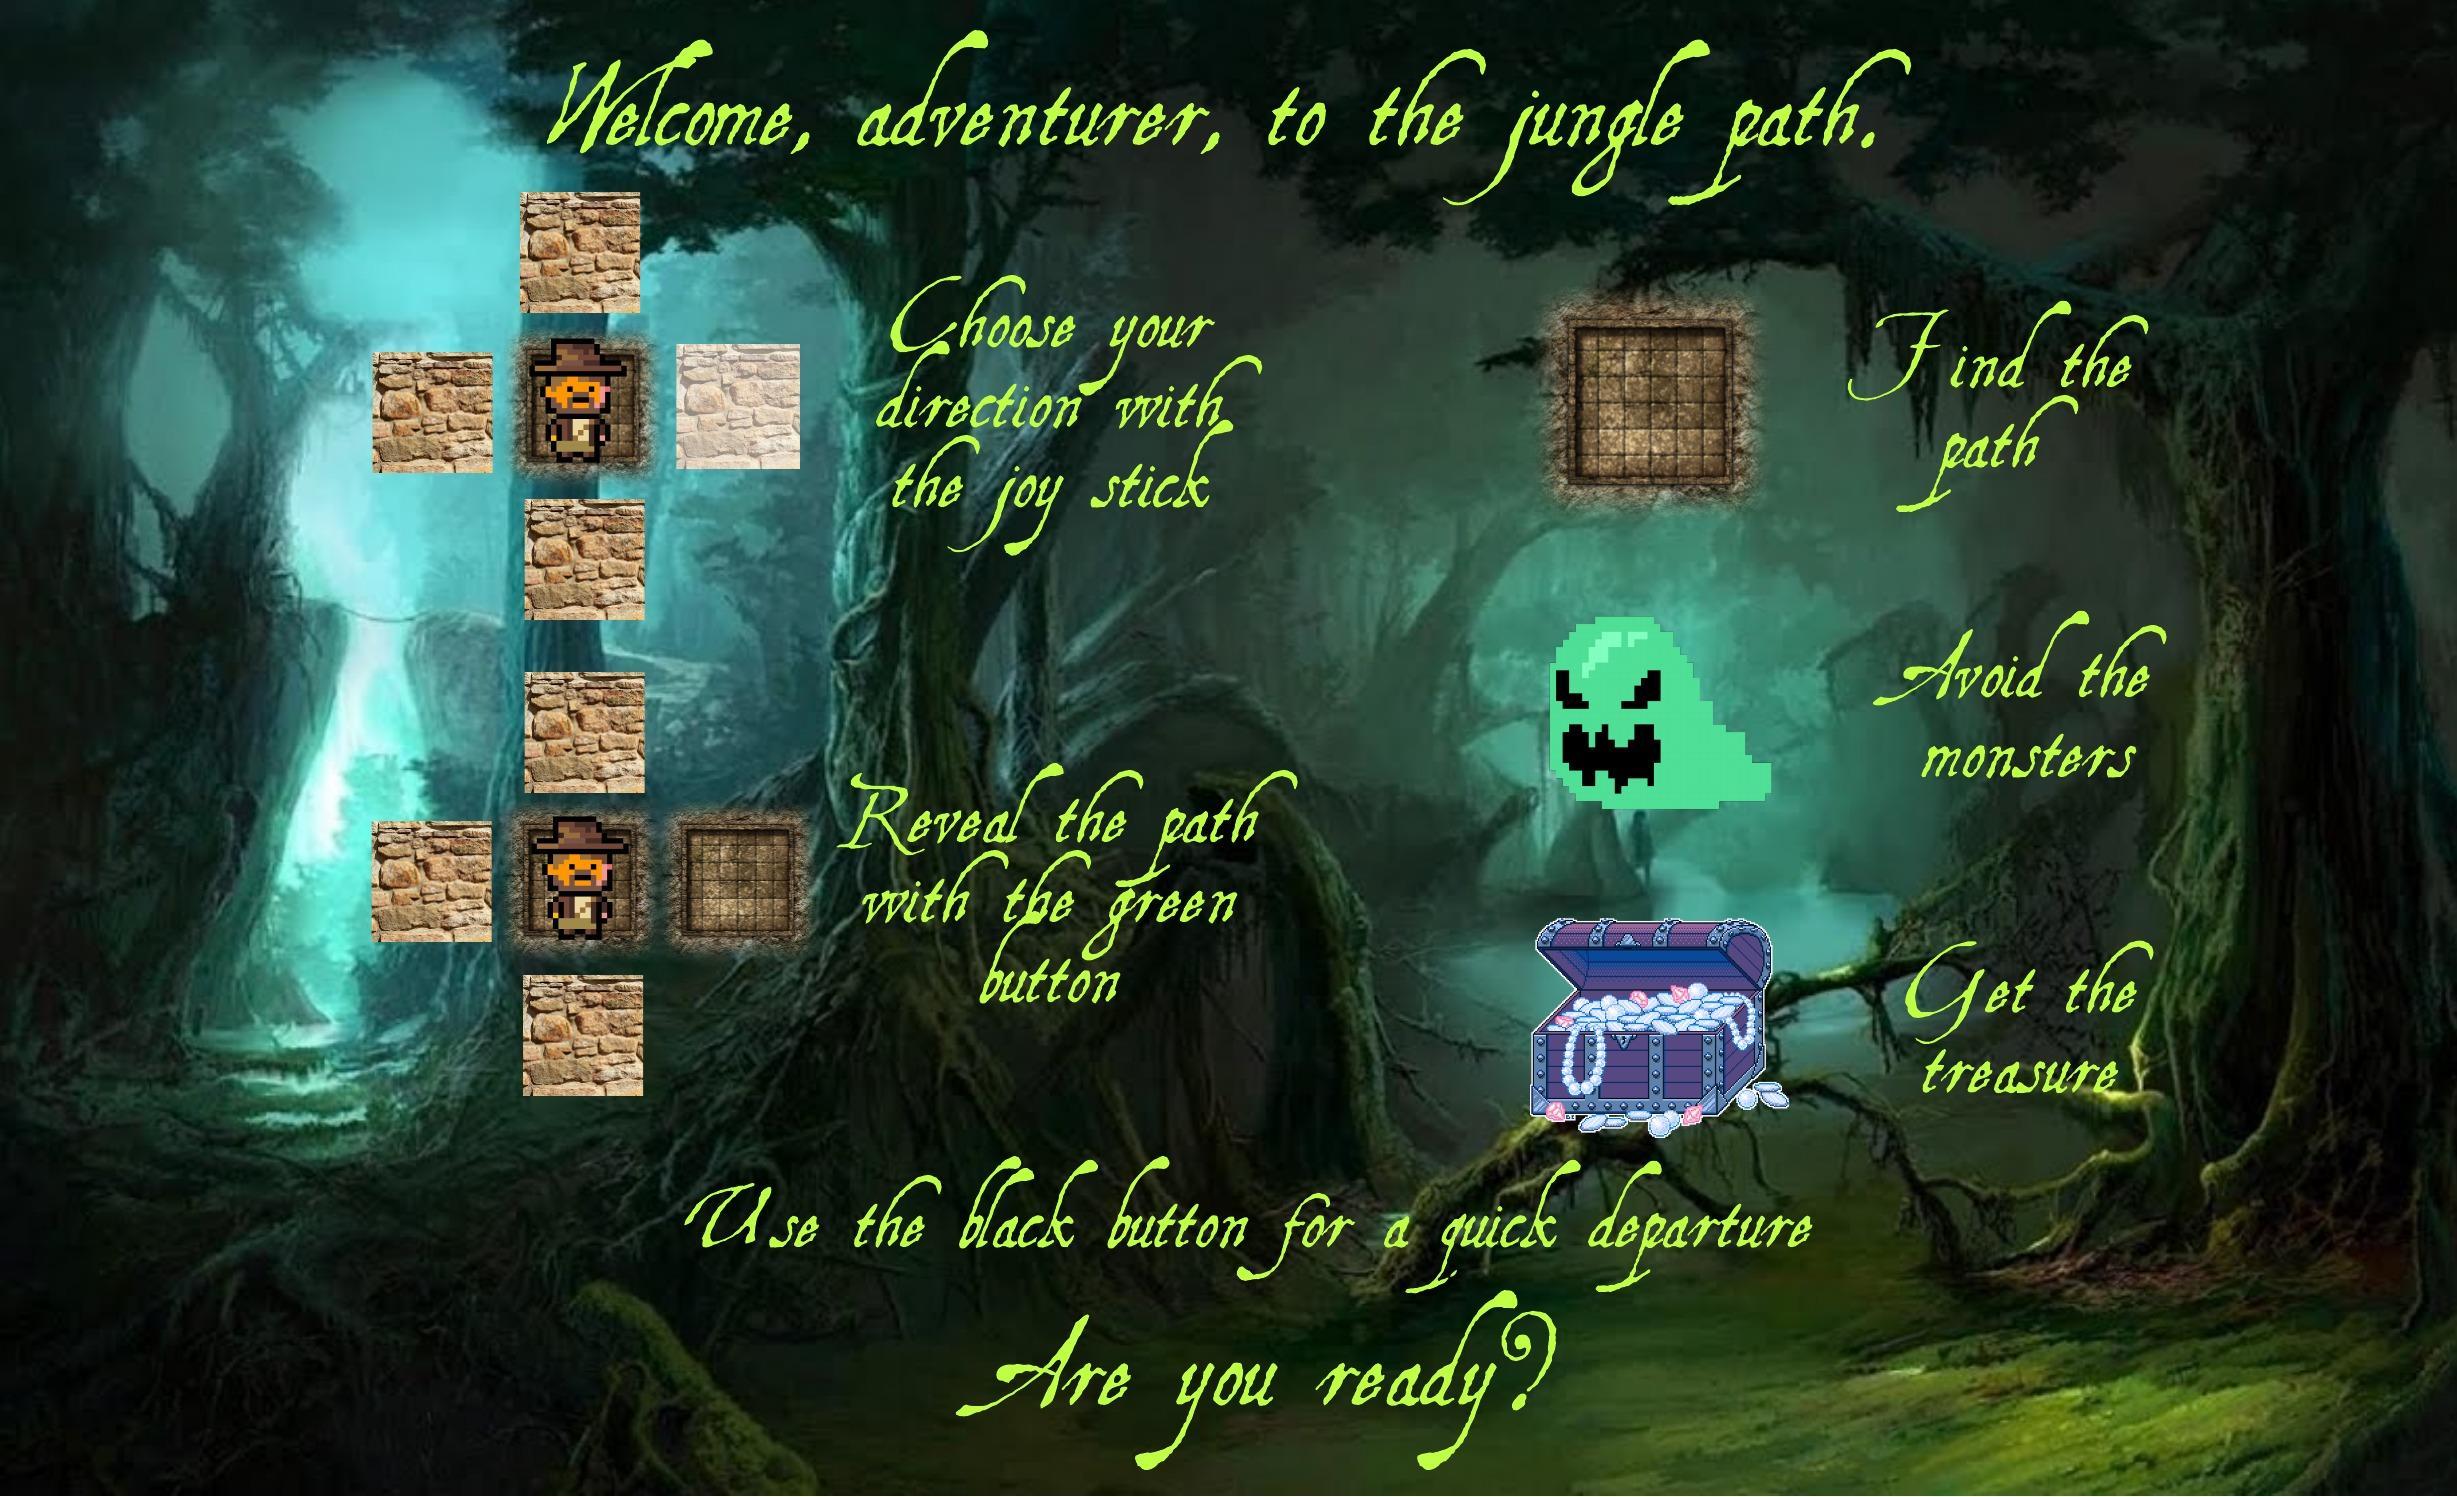 Welcome, adventurer, to the jungle path.
Choose your
direction with
the joy stick
Find the
path
Avoid the
monsters
Reveal the path
with the green
button
Get the
treasure
Use the black button for a quick departure
Are you ready?